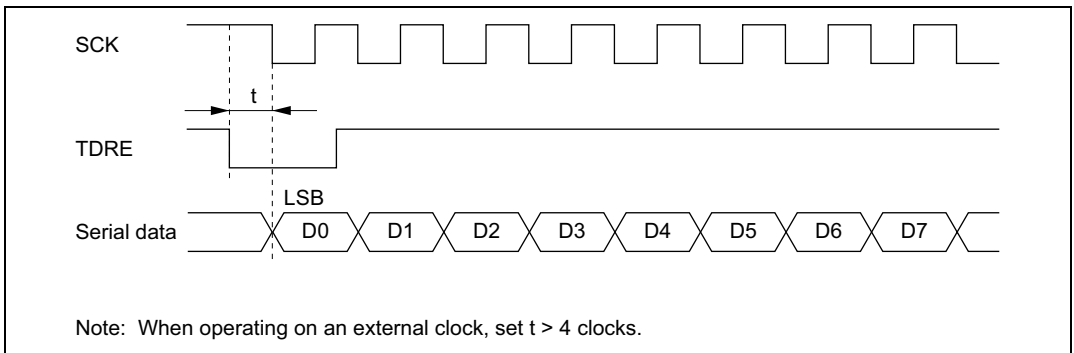 SCK
t
TDRE
LSB
Serial data D0 D1 D2 D3 D4 D5 D6 D7
Note: When operating on an external clock, set t > 4 clocks.